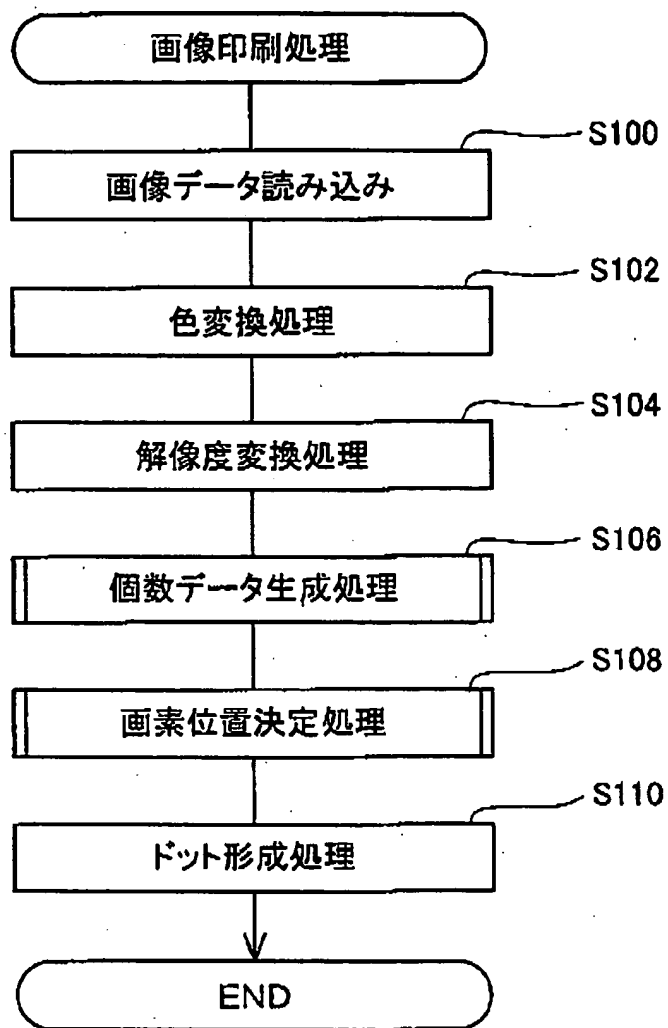 画像印刷処理
S100
画像データ読み込み
S102
色変換処理
S104
解像度変換処理
S106
個数データ生成処理
S108
画素位置決定処理
S110
ドット形成処理
END